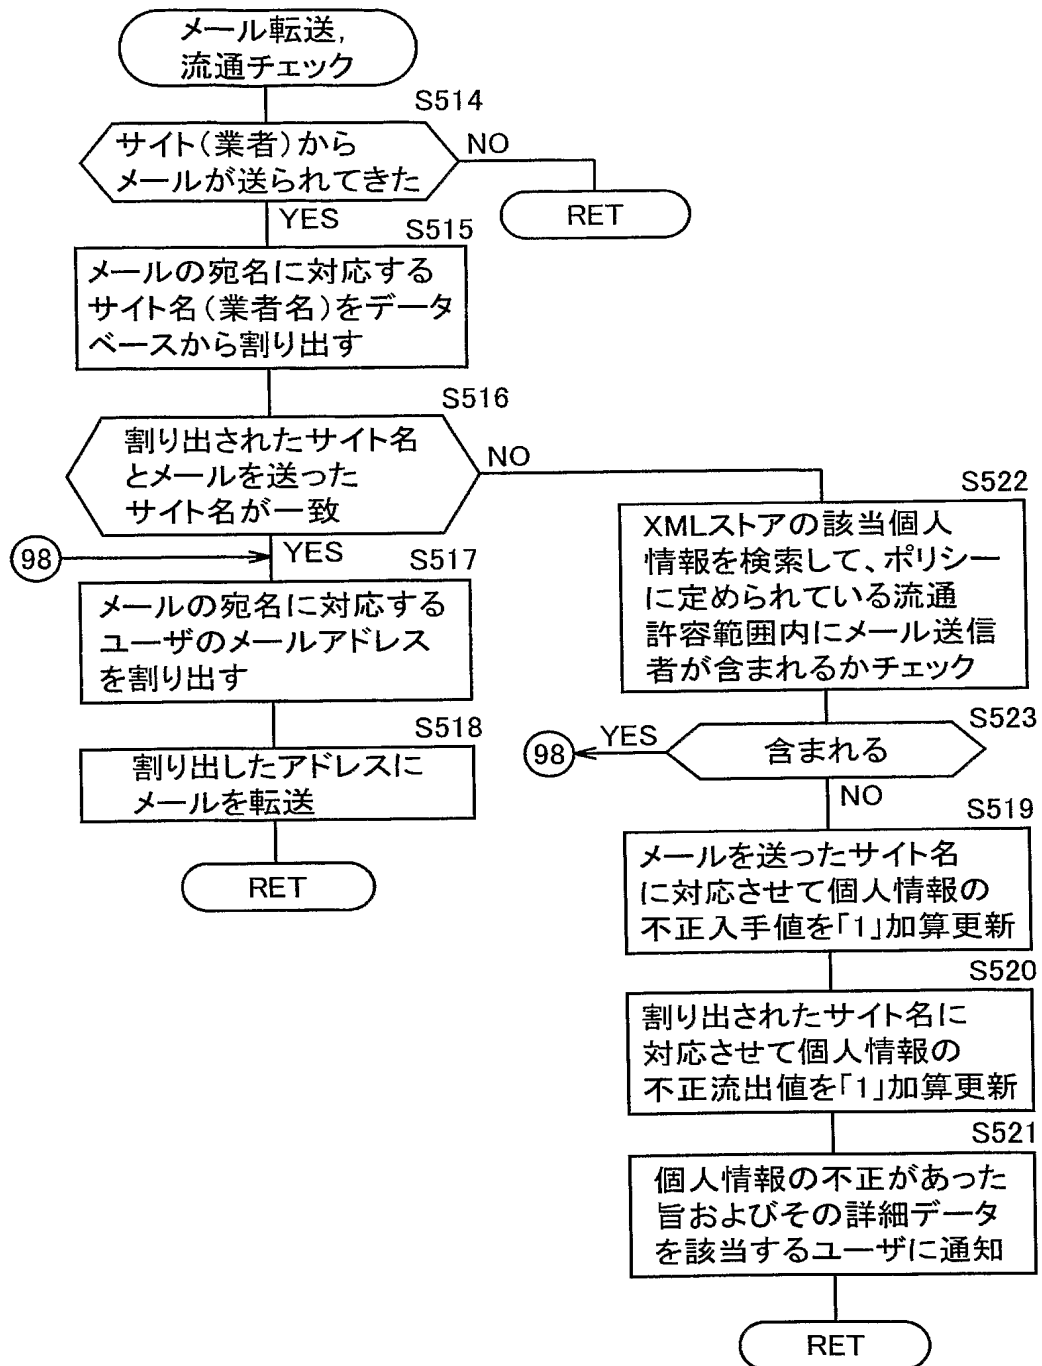 メール転送,
流通チェック
S514
サイト(業者)から
メールが送られてきた
NO
RET
YES
S515
メールの宛名に対応する
サイト名(業者名)をデータ
ベースから割り出す
S516
割り出されたサイト名
とメールを送った
サイト名が一致
NO
98
YES
S517
メールの宛名に対応する
ユーザのメールアドレス
を割り出す
S518
割り出したアドレスに
メールを転送
RET
S522
XMLストアの該当個人
情報を検索して、ポリシー
に定められている流通
許容範囲内にメール送信
者が含まれるかチェック
S523
含まれる
YES
98
NO
S519
メールを送ったサイト名
に対応させて個人情報の
不正入手値を「1」加算更新
S520
割り出されたサイト名に
対応させて個人情報の
不正流出値を「1」加算更新
S521
個人情報の不正があった
旨およびその詳細データ
を該当するユーザに通知
RET